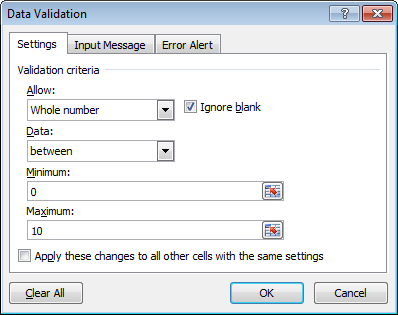 Data Validation
Settings Input Message Error Alert
Validation criteria
Allow:
Whole number Ignore blank
Data:
between
Minimum:
0
Maximum:
10
Apply these changes to all other cells with the same settings
Clear All OK Cancel